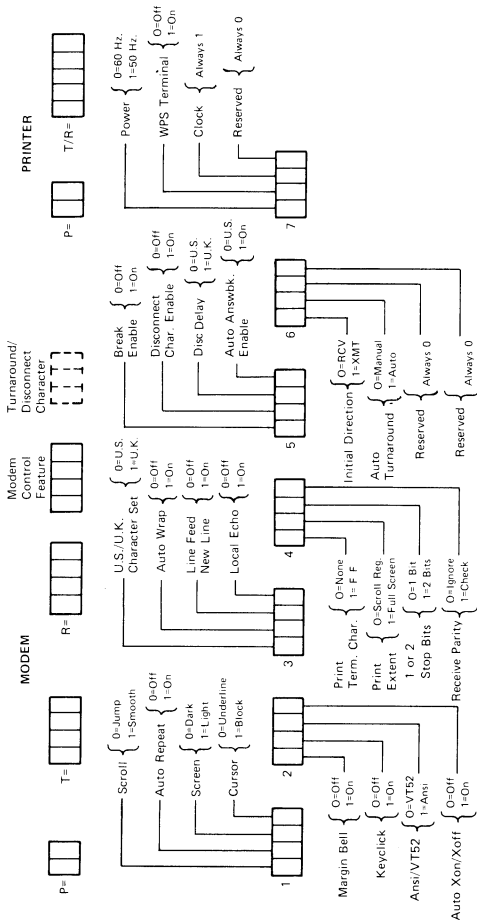 MODEM
PRINTER
P=
T=
R=
Modem
Control
Feature
Turnaround/
Disconnect
Character
P=
T/R=
Scroll { 0=Jump
1=Smooth
Auto Repeat { 0=Off
1=On
Screen { 0=Dark
1=Light
Cursor { 0=Underline
1=Block
1
2
Margin Bell { 0=Off
1=On
Keyclick { 0=Off
1=On
Ansi/VT52 { 0=VT52
1=Ansi
Auto Xon/Xoff { 0=Off
1=On
U.S./U.K.
Character Set { 0=U.S.
1=U.K.
Auto Wrap { 0=Off
1=On
Line Feed
New Line { 0=Off
1=On
Local Echo { 0=Off
1=On
3
4
Print
Term. Char. { 0=None
1=F F
Print
Extent { 0=Scroll Reg.
1=Full Screen
1 or 2
Stop Bits { 0=1 Bit
1=2 Bits
Receive Parity { 0=Ignore
1=Check
Break
Enable { 0=Off
1=On
Disconnect
Char. Enable { 0=Off
1=On
Disc Delay { 0=U.S.
1=U.K.
Auto Answbk.
Enable { 0=U.S.
1=On
5
6
Initial Direction { 0=RCV
1=XMT
Auto
Turnaround { 0=Manual
1=Auto
Reserved { Always 0
Reserved { Always 0
Power { 0=60 Hz.
1=50 Hz.
WPS Terminal { 0=Off
1=On
Clock { Always 1
Reserved { Always 0
7